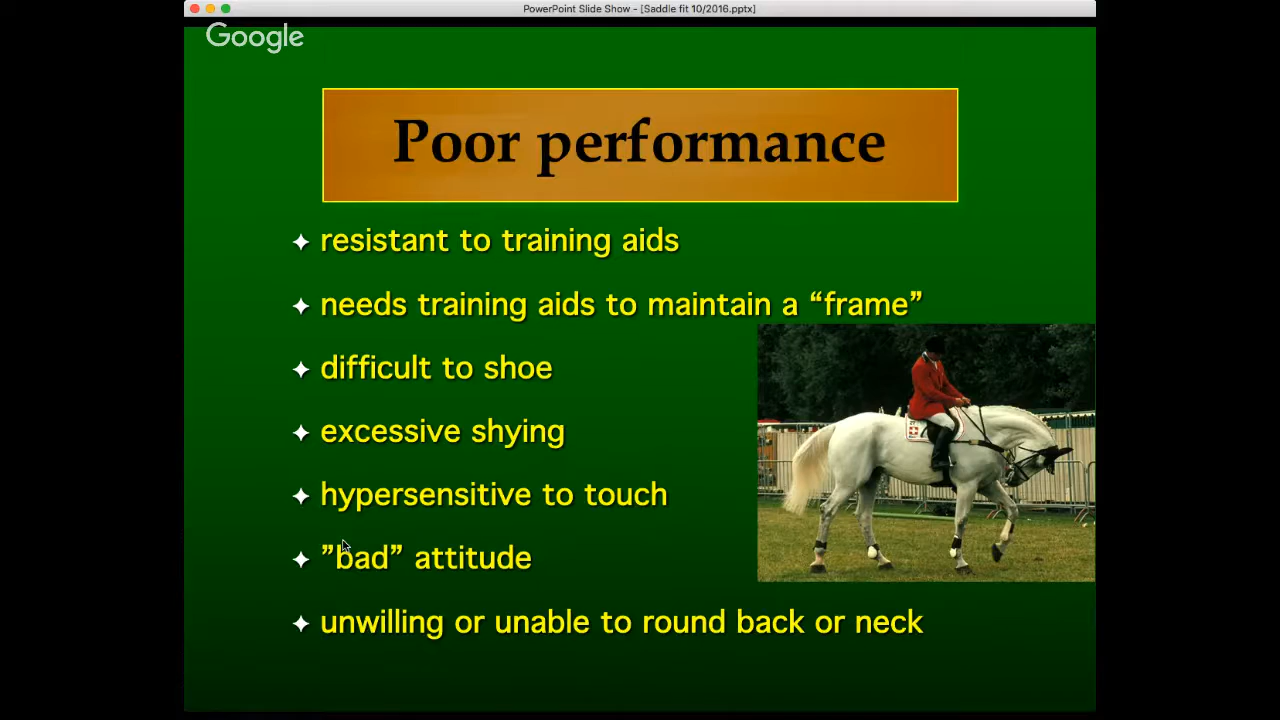 PowerPoint Slide Show - [Saddle fit 10/2016.pptx]
Google
Poor performance
resistant to training aids
needs training aids to maintain a “frame”
difficult to shoe
excessive shying
hypersensitive to touch
”bad” attitude
unwilling or unable to round back or neck